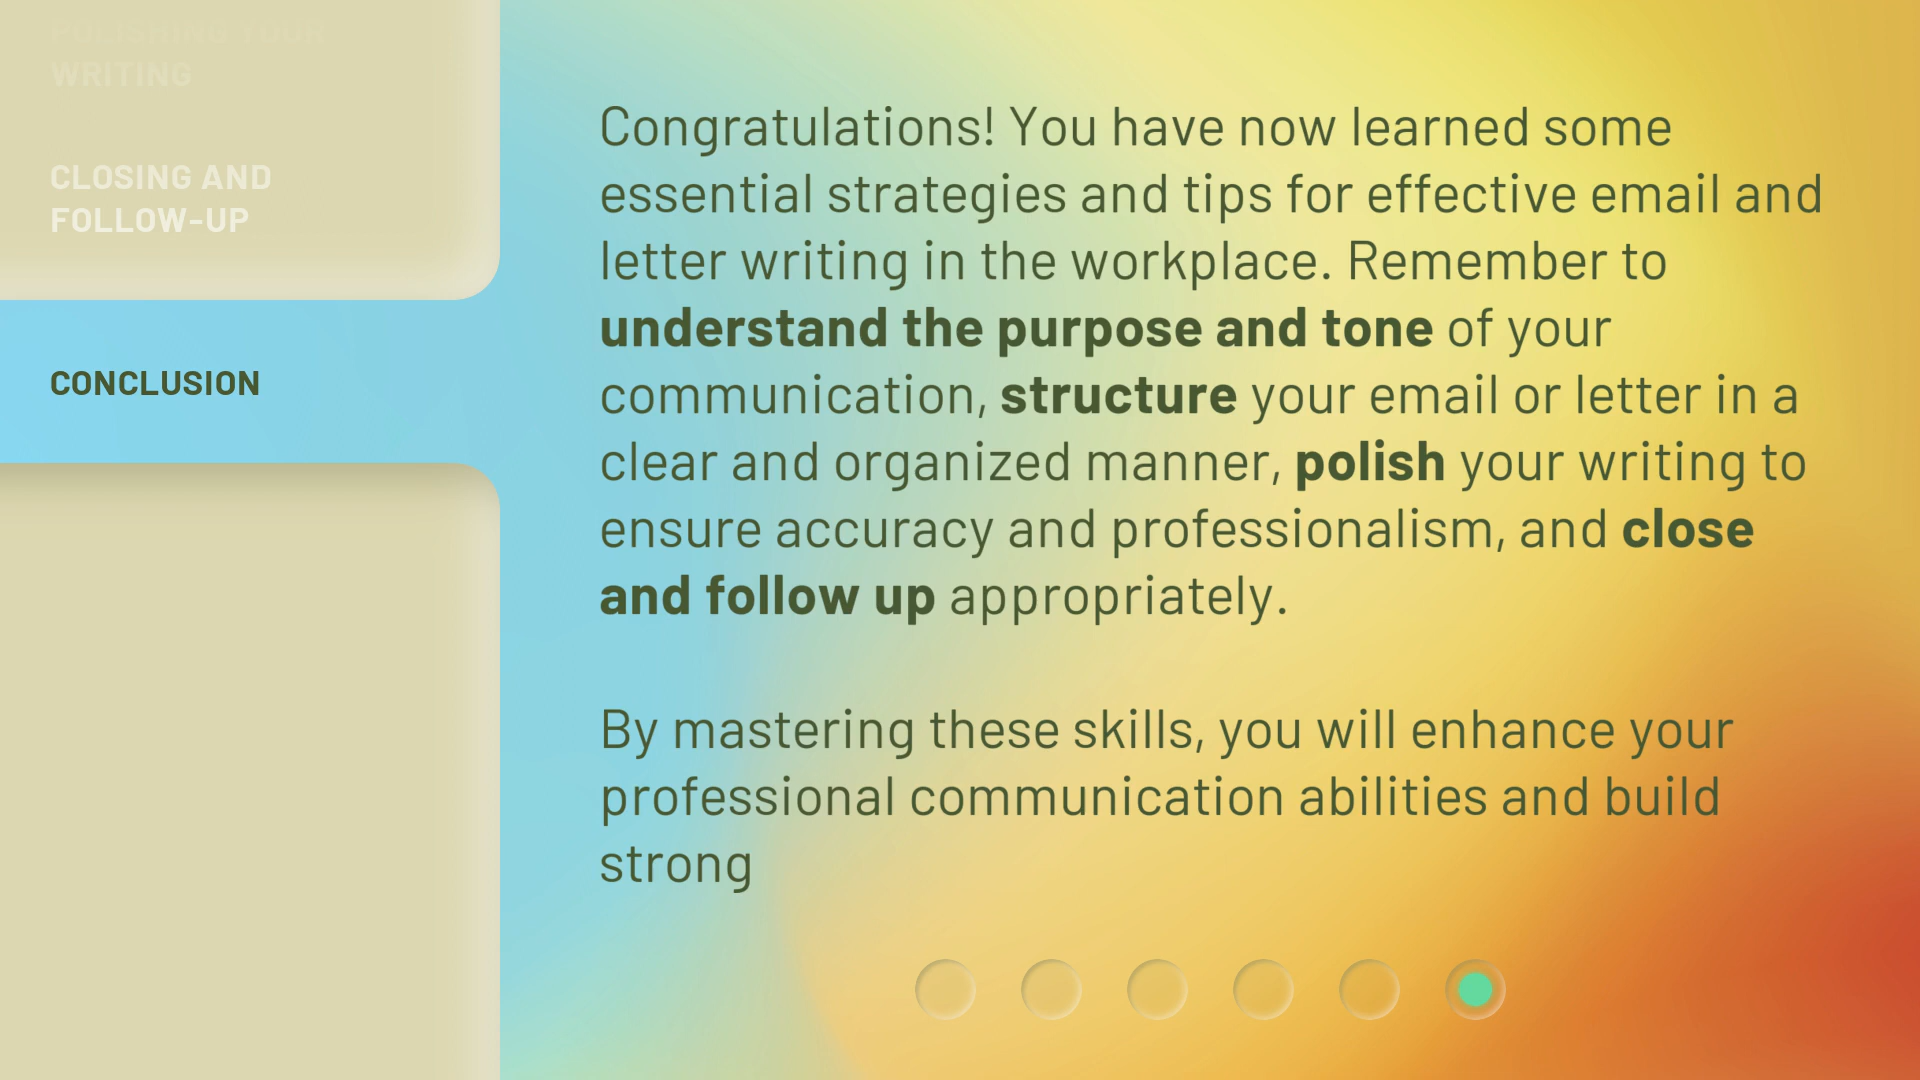 POLISHING YOUR
WRITING
CLOSING AND
FOLLOW-UP
CONCLUSION
Congratulations! You have now learned some
essential strategies and tips for effective email and
letter writing in the workplace. Remember to
understand the purpose and tone of your
communication, structure your email or letter in a
clear and organized manner, polish your writing to
ensure accuracy and professionalism, and close
and follow up appropriately.
By mastering these skills, you will enhance your
professional communication abilities and build
strong